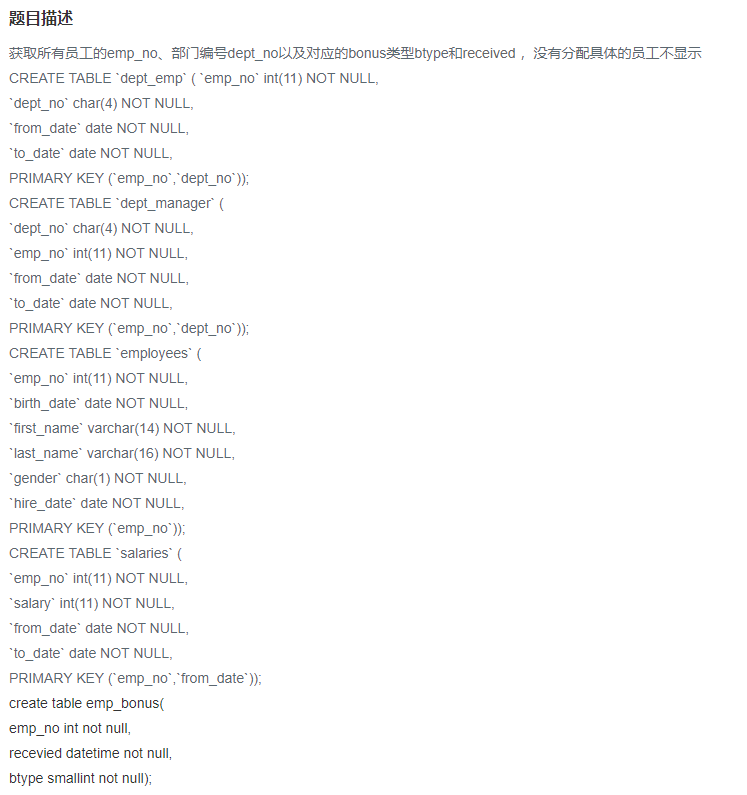 题目描述
获取所有员工的emp_no、部门编号dept_no以及对应的bonus类型btype和received ，没有分配具体的员工不显示
CREATE TABLE `dept_emp` ( `emp_no` int(11) NOT NULL,
`dept_no` char(4) NOT NULL,
`from_date` date NOT NULL,
`to_date` date NOT NULL,
PRIMARY KEY (`emp_no`,`dept_no`));
CREATE TABLE `dept_manager` (
`dept_no` char(4) NOT NULL,
`emp_no` int(11) NOT NULL,
`from_date` date NOT NULL,
`to_date` date NOT NULL,
PRIMARY KEY (`emp_no`,`dept_no`));
CREATE TABLE `employees` (
`emp_no` int(11) NOT NULL,
`birth_date` date NOT NULL,
`first_name` varchar(14) NOT NULL,
`last_name` varchar(16) NOT NULL,
`gender` char(1) NOT NULL,
`hire_date` date NOT NULL,
PRIMARY KEY (`emp_no`));
CREATE TABLE `salaries` (
`emp_no` int(11) NOT NULL,
`salary` int(11) NOT NULL,
`from_date` date NOT NULL,
`to_date` date NOT NULL,
PRIMARY KEY (`emp_no`,`from_date`));
create table emp_bonus(
emp_no int not null,
recevied datetime not null,
btype smallint not null);